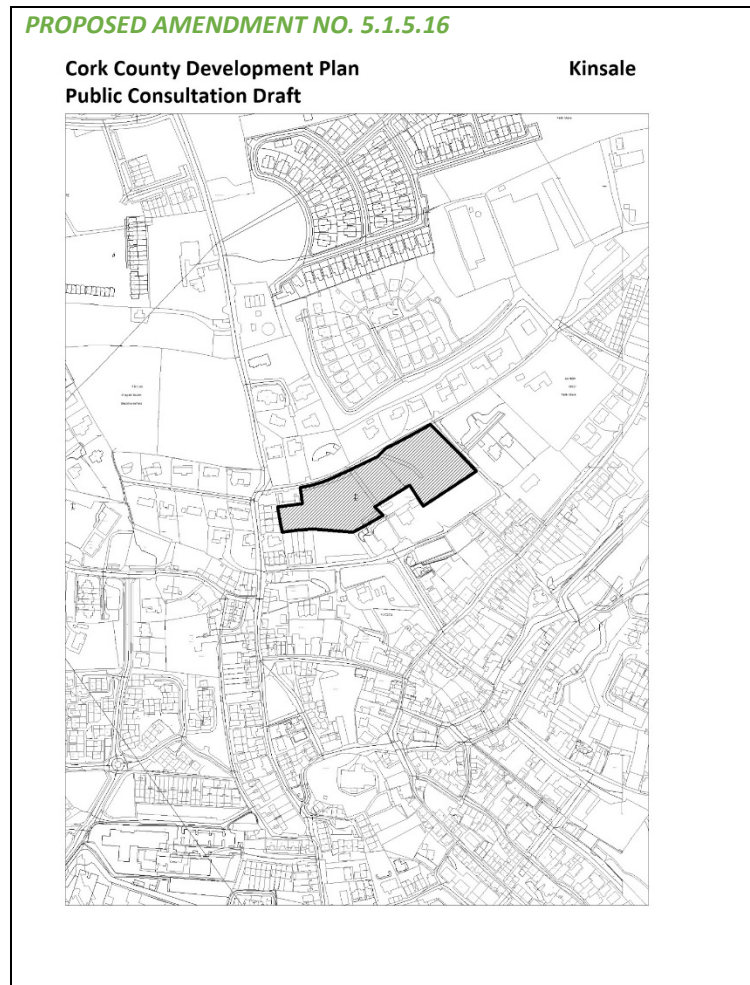 PROPOSED AMENDMENT NO. 5.1.5.16
Cork County Development Plan
Kinsale
Public Consultation Draft